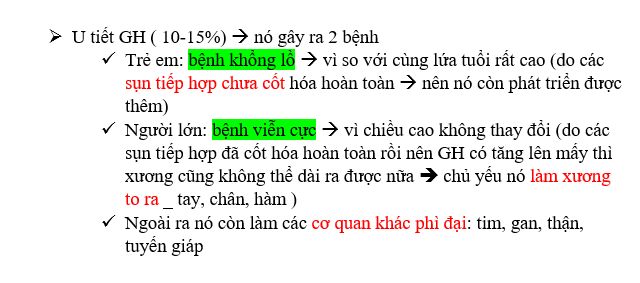 ➢ U tiết GH ( 10-15%) → nó gây ra 2 bệnh
✓ Trẻ em: bệnh khổng lồ → vì so với cùng lứa tuổi rất cao (do các
sụn tiếp hợp chưa cốt hóa hoàn toàn → nên nó còn phát triển được
thêm)
✓ Người lớn: bệnh viễn cực → vì chiều cao không thay đổi (do các
sụn tiếp hợp đã cốt hóa hoàn toàn rồi nên GH có tăng lên mấy thì
xương cũng không thể dài ra được nữa ➔ chủ yếu nó làm xương
to ra _ tay, chân, hàm )
✓ Ngoài ra nó còn làm các cơ quan khác phì đại: tim, gan, thận,
tuyến giáp